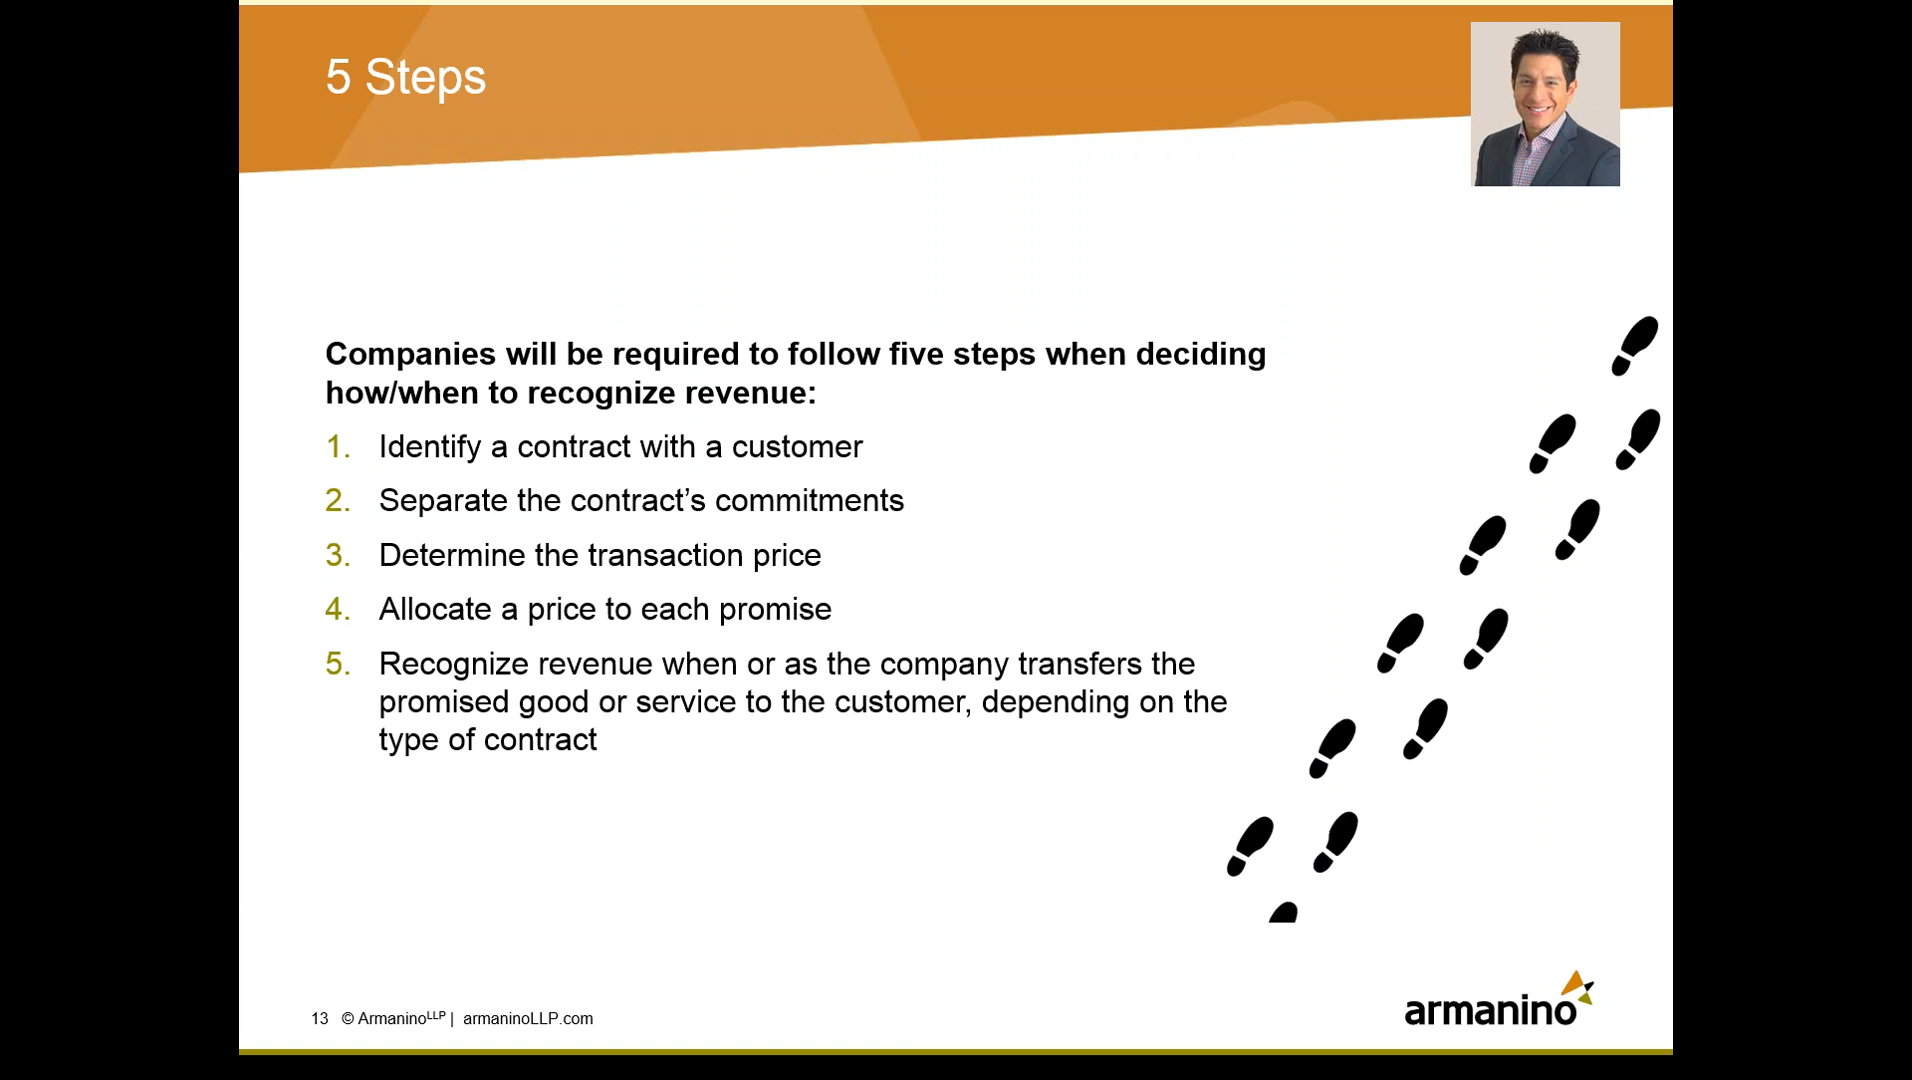 5 Steps
Companies will be required to follow five steps when deciding
how/when to recognize revenue:
1. Identify a contract with a customer
2. Separate the contract’s commitments
3. Determine the transaction price
4. Allocate a price to each promise
5. Recognize revenue when or as the company transfers the
promised good or service to the customer, depending on the
type of contract
13 © ArmaninoLLP | armaninoLLP.com
armanino